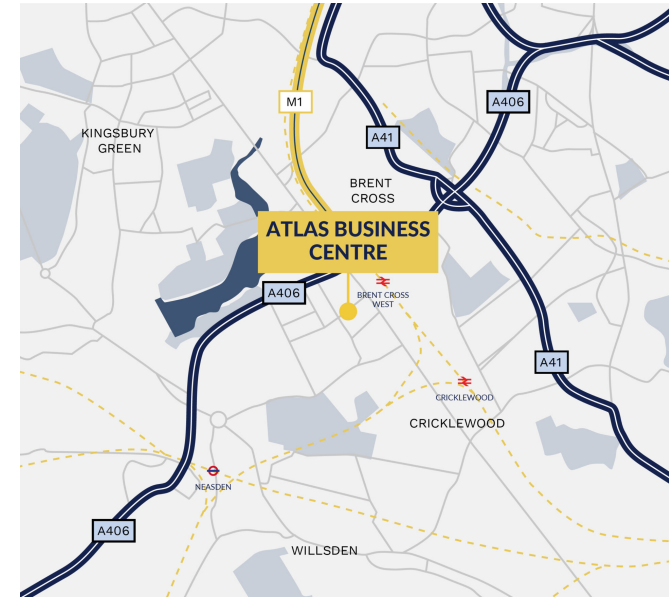 M1
A406
A41
KINGSBURY
GREEN
BRENT
CROSS
ATLAS BUSINESS
CENTRE
A406
BRENT CROSS
WEST
A41
CRICKLEWOOD
CRICKLEWOOD
NEASDEN
A406
WILLSDEN